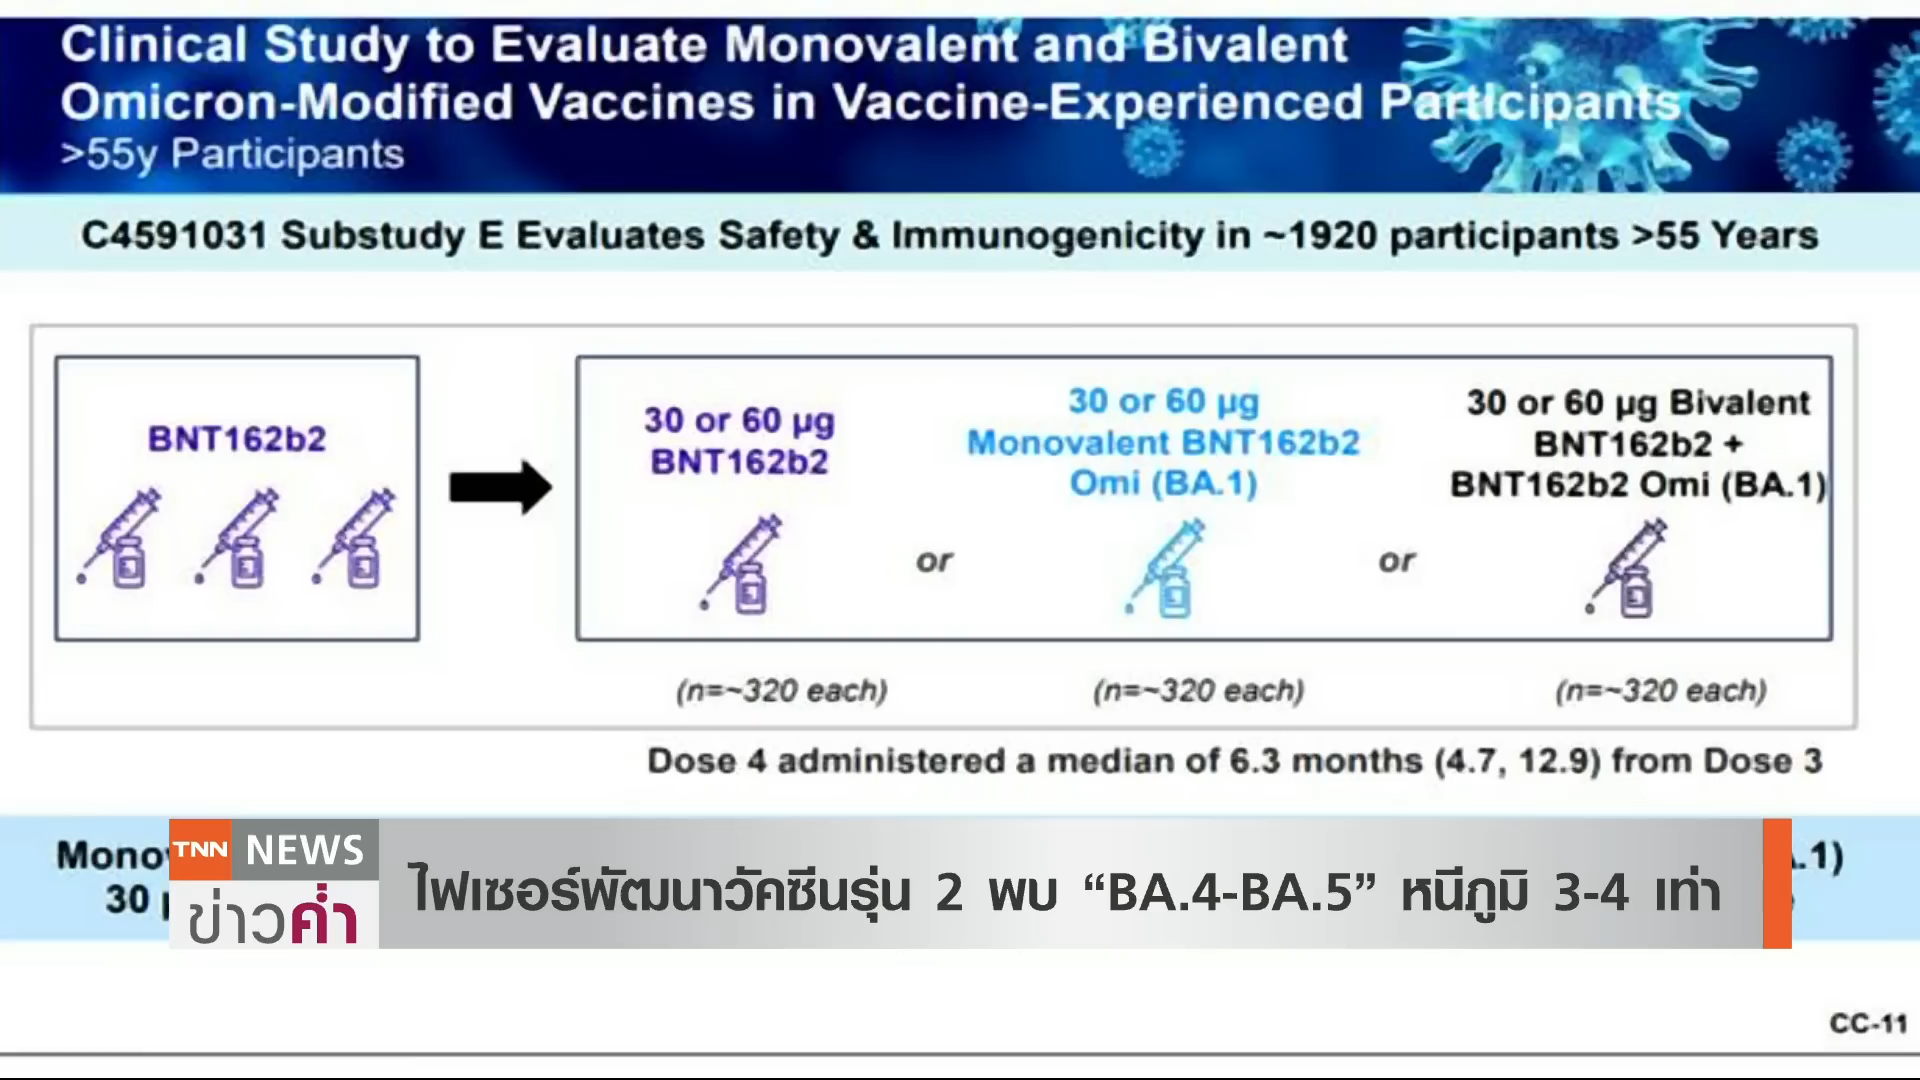 Clinical Study to Evaluate Monovalent and Bivalent
Omicron-Modified Vaccines in Vaccine-Experienced Participants
>55y Participants
C4591031 Substudy E Evaluates Safety & Immunogenicity in ~1920 participants >55 Years
BNT162b2
30 or 60 µg
BNT162b2
or
30 or 60 µg
Monovalent BNT162b2
Omi (BA.1)
or
30 or 60 µg Bivalent
BNT162b2 +
BNT162b2 Omi (BA.1)
(n=~320 each)
(n=~320 each)
(n=~320 each)
Dose 4 administered a median of 6.3 months (4.7, 12.9) from Dose 3
Mono
.1)
30
TNN NEWS
ข่าวค่ำ
ไฟเซอร์พัฒนาวัคซีนรุ่น 2 พบ “BA.4-BA.5” หนีภูมิ 3-4 เท่า
CC-11